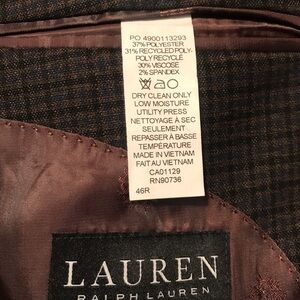 PO 4900113293
37% POLYESTER
31% RECYCLED POLY-
POLY RECYCLE
30% VISCOSE
2% SPANDEX
DRY CLEAN ONLY
LOW MOISTURE
UTILITY PRESS
NETTOYAGE À SEC
SEULEMENT
REPASSER À BASSE
TEMPÉRATURE
MADE IN VIETNAM
FAIT AU VIETNAM
CA01129
RN90736
46R
LAUREN
RALPH LAUREN